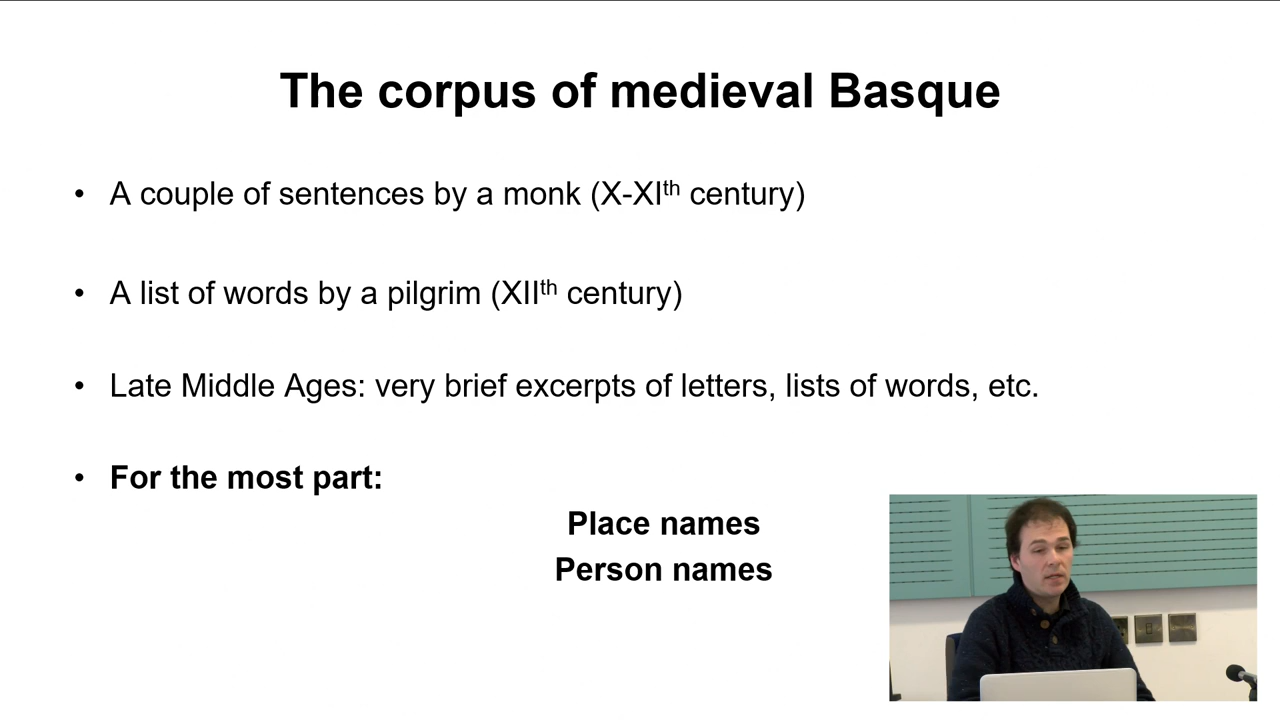 The corpus of medieval Basque
• A couple of sentences by a monk (X-XIth century)
• A list of words by a pilgrim (XIIth century)
• Late Middle Ages: very brief excerpts of letters, lists of words, etc.
• For the most part:
Place names
Person names